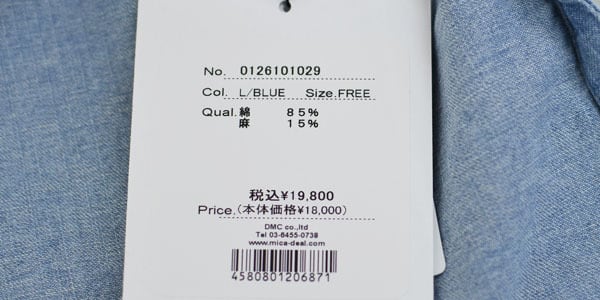 No. 0126101029
Col. L/BLUE Size.FREE
Qual.綿 85%
麻 15%
税込¥19,800
Price.(本体価格¥18,000)
DMC co.,ltd
Tel 03-6455-0738
www.mica-deal.com
4580801206871